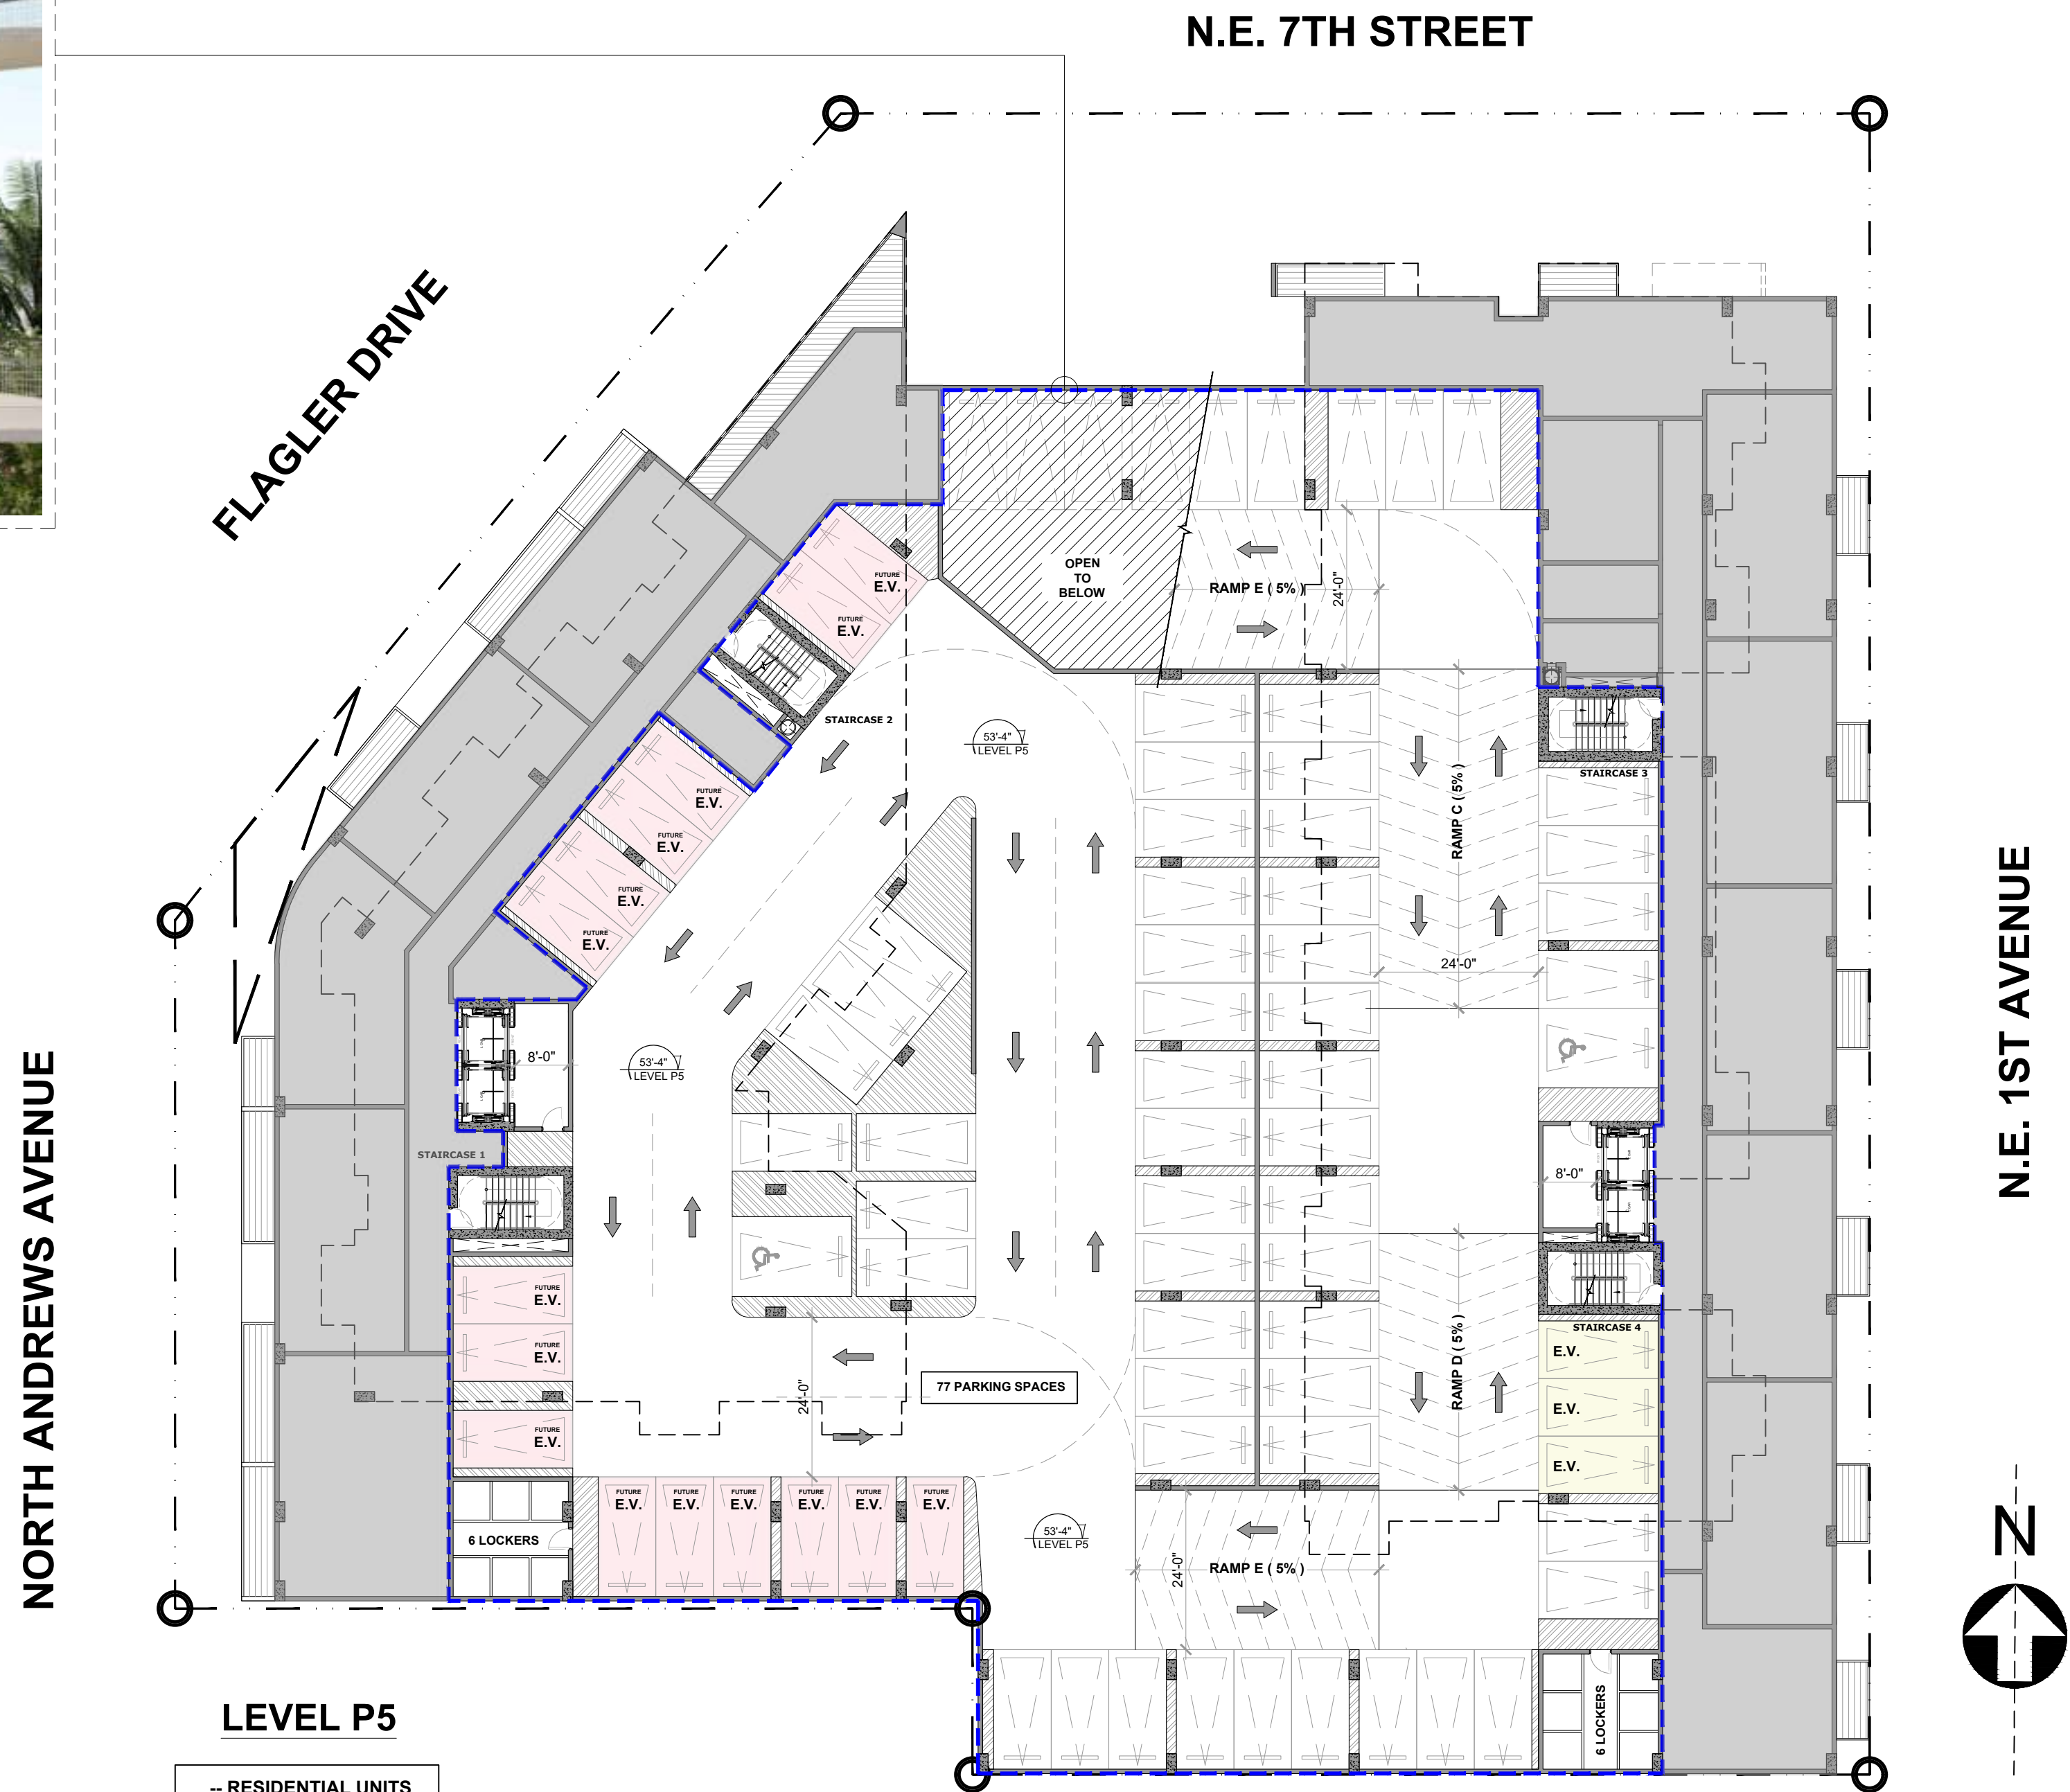 N.E. 7TH STREET
FLAGLER DRIVE
NORTH ANDREWS AVENUE
N.E. 1ST AVENUE
OPEN
TO
BELOW
RAMP E ( 5% )
24'-0"
FUTURE
E.V.
FUTURE
E.V.
STAIRCASE 2
53'-4"
LEVEL P5
STAIRCASE 3
FUTURE
E.V.
FUTURE
E.V.
FUTURE
E.V.
FUTURE
E.V.
RAMP C ( 5% )
24'-0"
8'-0"
53'-4"
LEVEL P5
STAIRCASE 1
8'-0"
FUTURE
E.V.
FUTURE
E.V.
FUTURE
E.V.
STAIRCASE 4
E.V.
E.V.
E.V.
RAMP D ( 5% )
24'-0"
77 PARKING SPACES
6 LOCKERS
FUTURE
E.V.
FUTURE
E.V.
FUTURE
E.V.
FUTURE
E.V.
FUTURE
E.V.
FUTURE
E.V.
53'-4"
LEVEL P5
24'-0"
RAMP E ( 5% )
6 LOCKERS
N
LEVEL P5
-- RESIDENTIAL UNITS